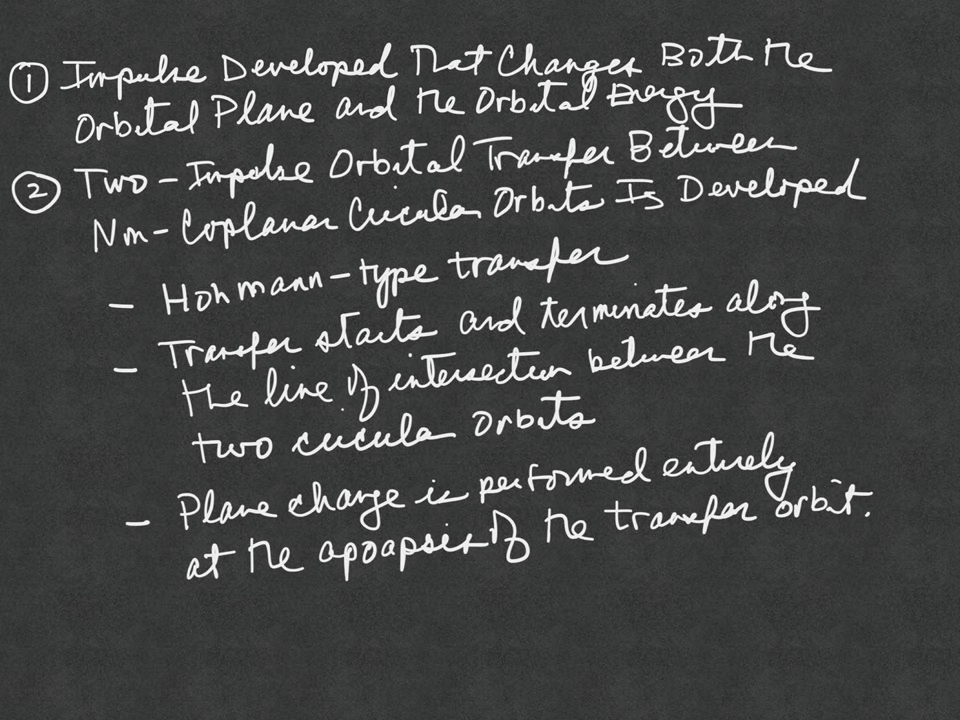 ① Impulse Developed That Changes Both the
Orbital Plane and the Orbital Energy
② Two-Impulse Orbital Transfer Between
Non-Coplanar Circular Orbits Is Developed
- Hohmann-type transfer
- Transfer starts and terminates along
the line of intersection between the
two circular orbits
- Plane change is performed entirely
at the apoapsis of the transfer orbit.